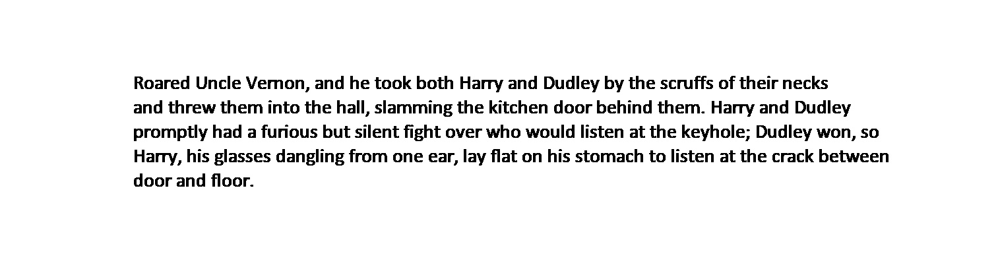 Roared Uncle Vernon, and he took both Harry and Dudley by the scruffs of their necks
and threw them into the hall, slamming the kitchen door behind them. Harry and Dudley
promptly had a furious but silent fight over who would listen at the keyhole; Dudley won, so
Harry, his glasses dangling from one ear, lay flat on his stomach to listen at the crack between
door and floor.